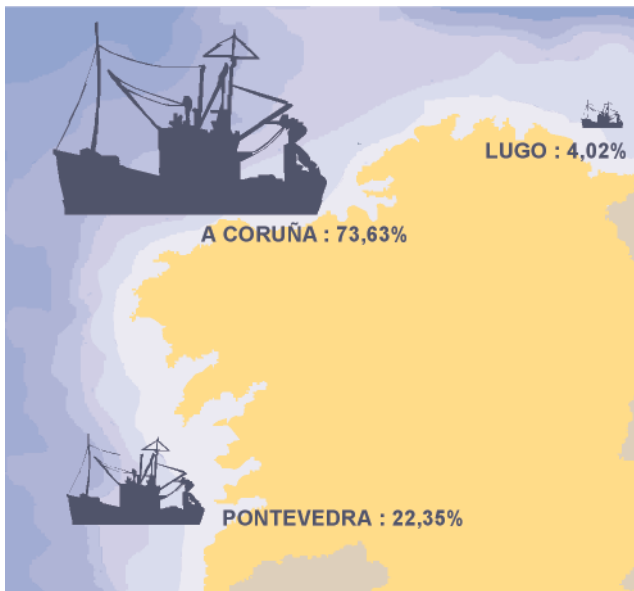 LUGO : 4,02%
A CORUÑA : 73,63%
PONTEVEDRA : 22,35%